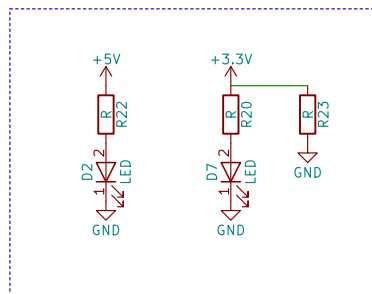 +5V
+3.3V
R
R22
R
R20
R
R23
D2
2
1
LED
D7
2
1
LED
GND
GND
GND